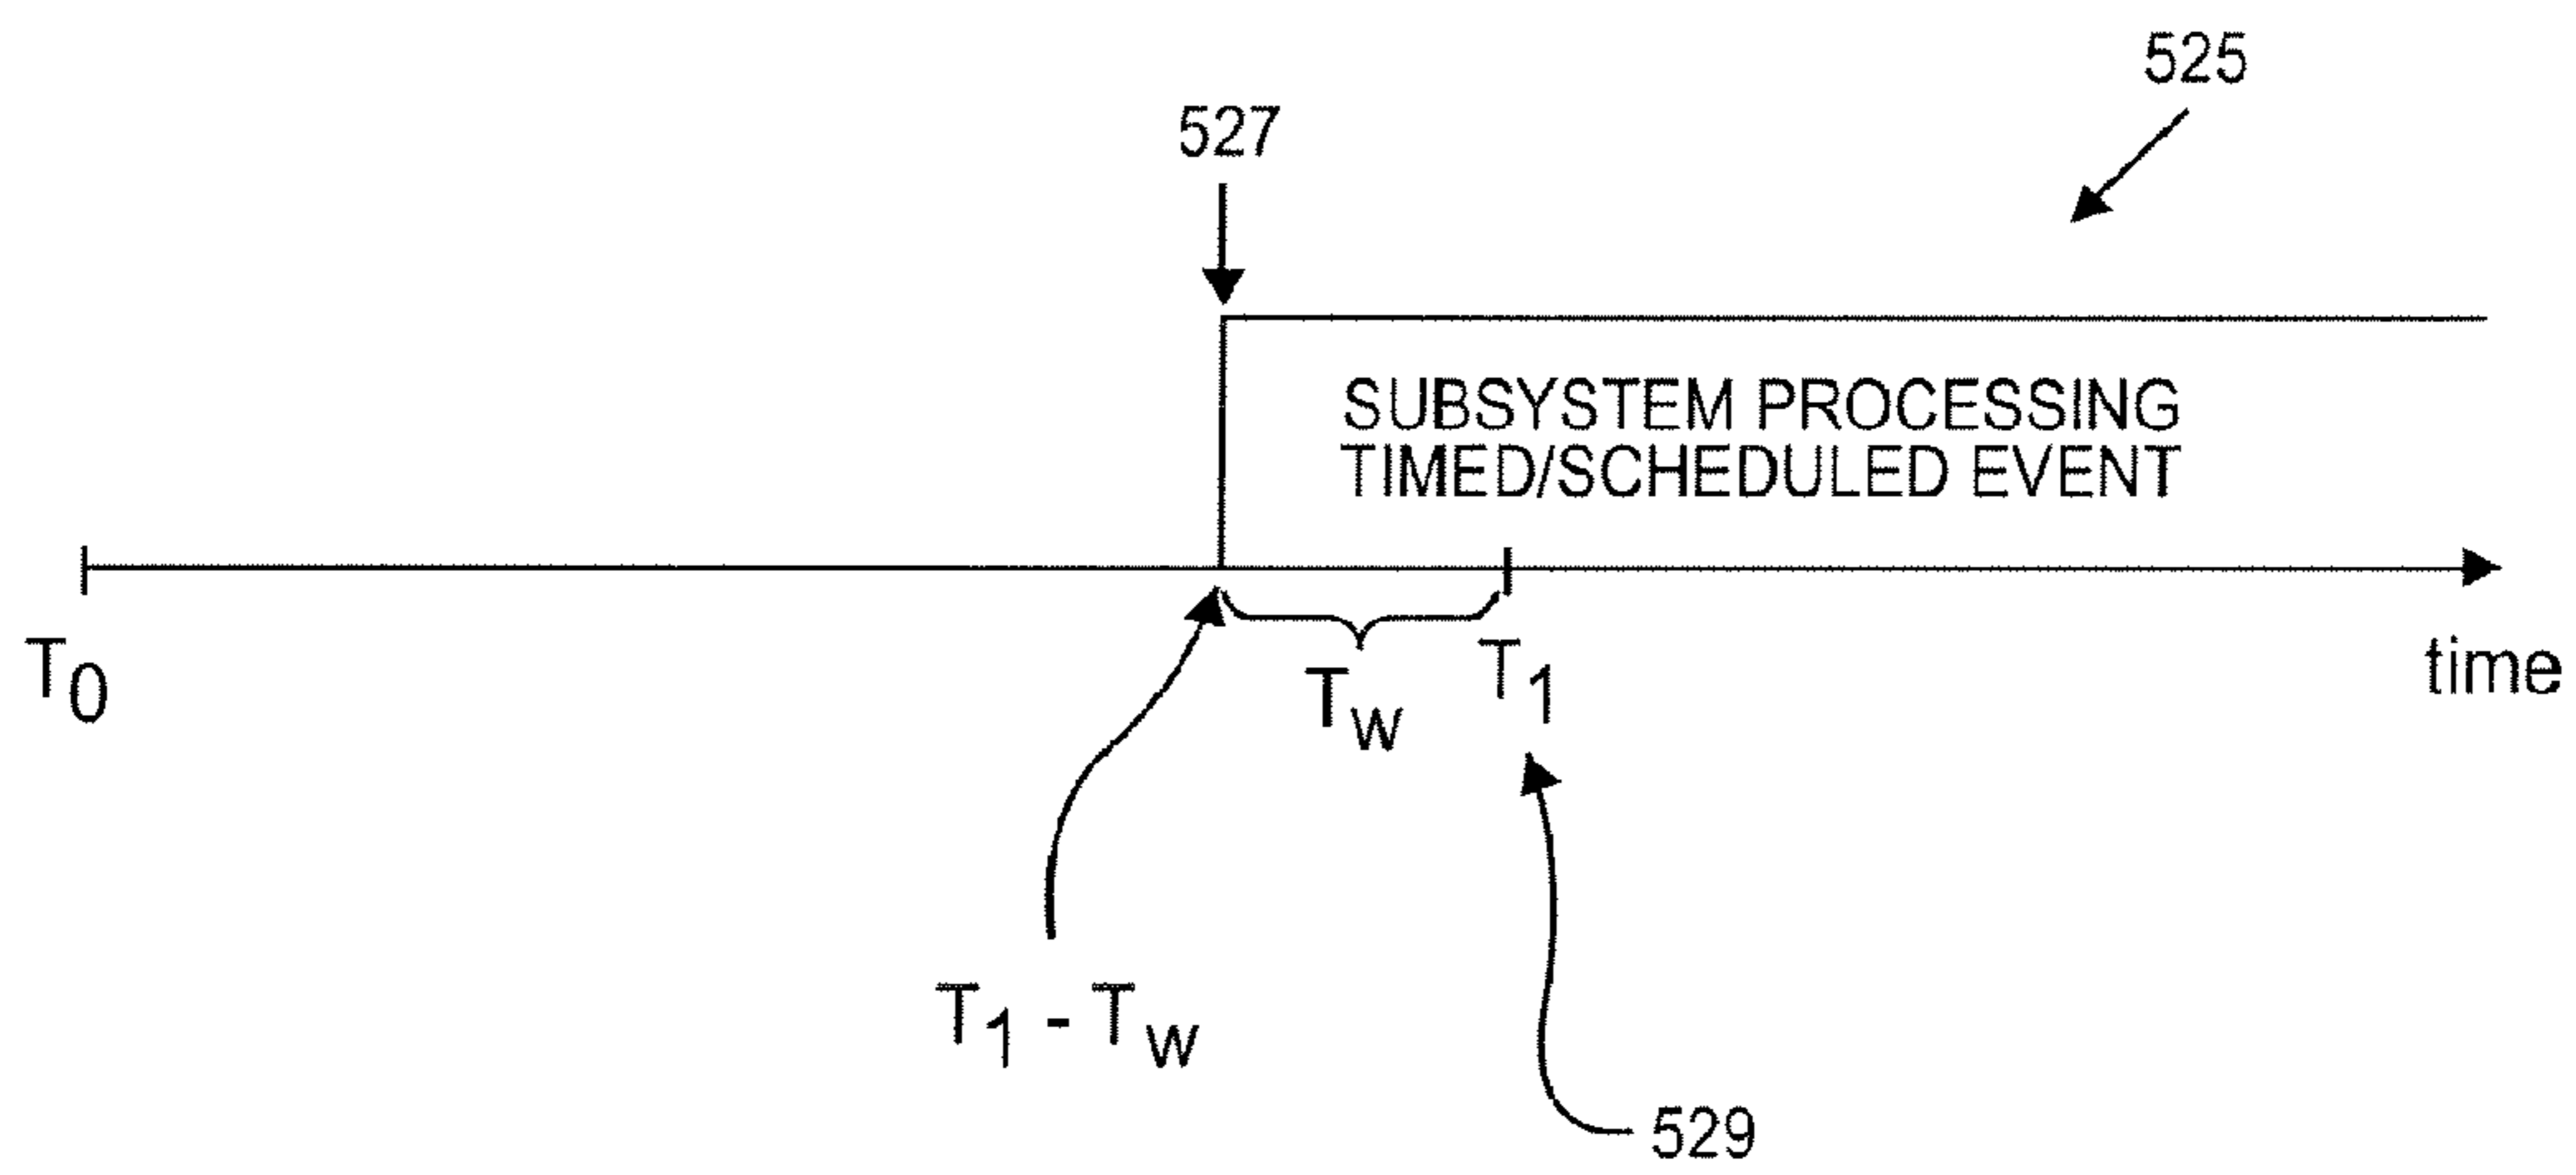 525
527
SUBSYSTEM PROCESSING
TIMED/SCHEDULED EVENT
T0
Tw
T1
time
T1 - Tw
529